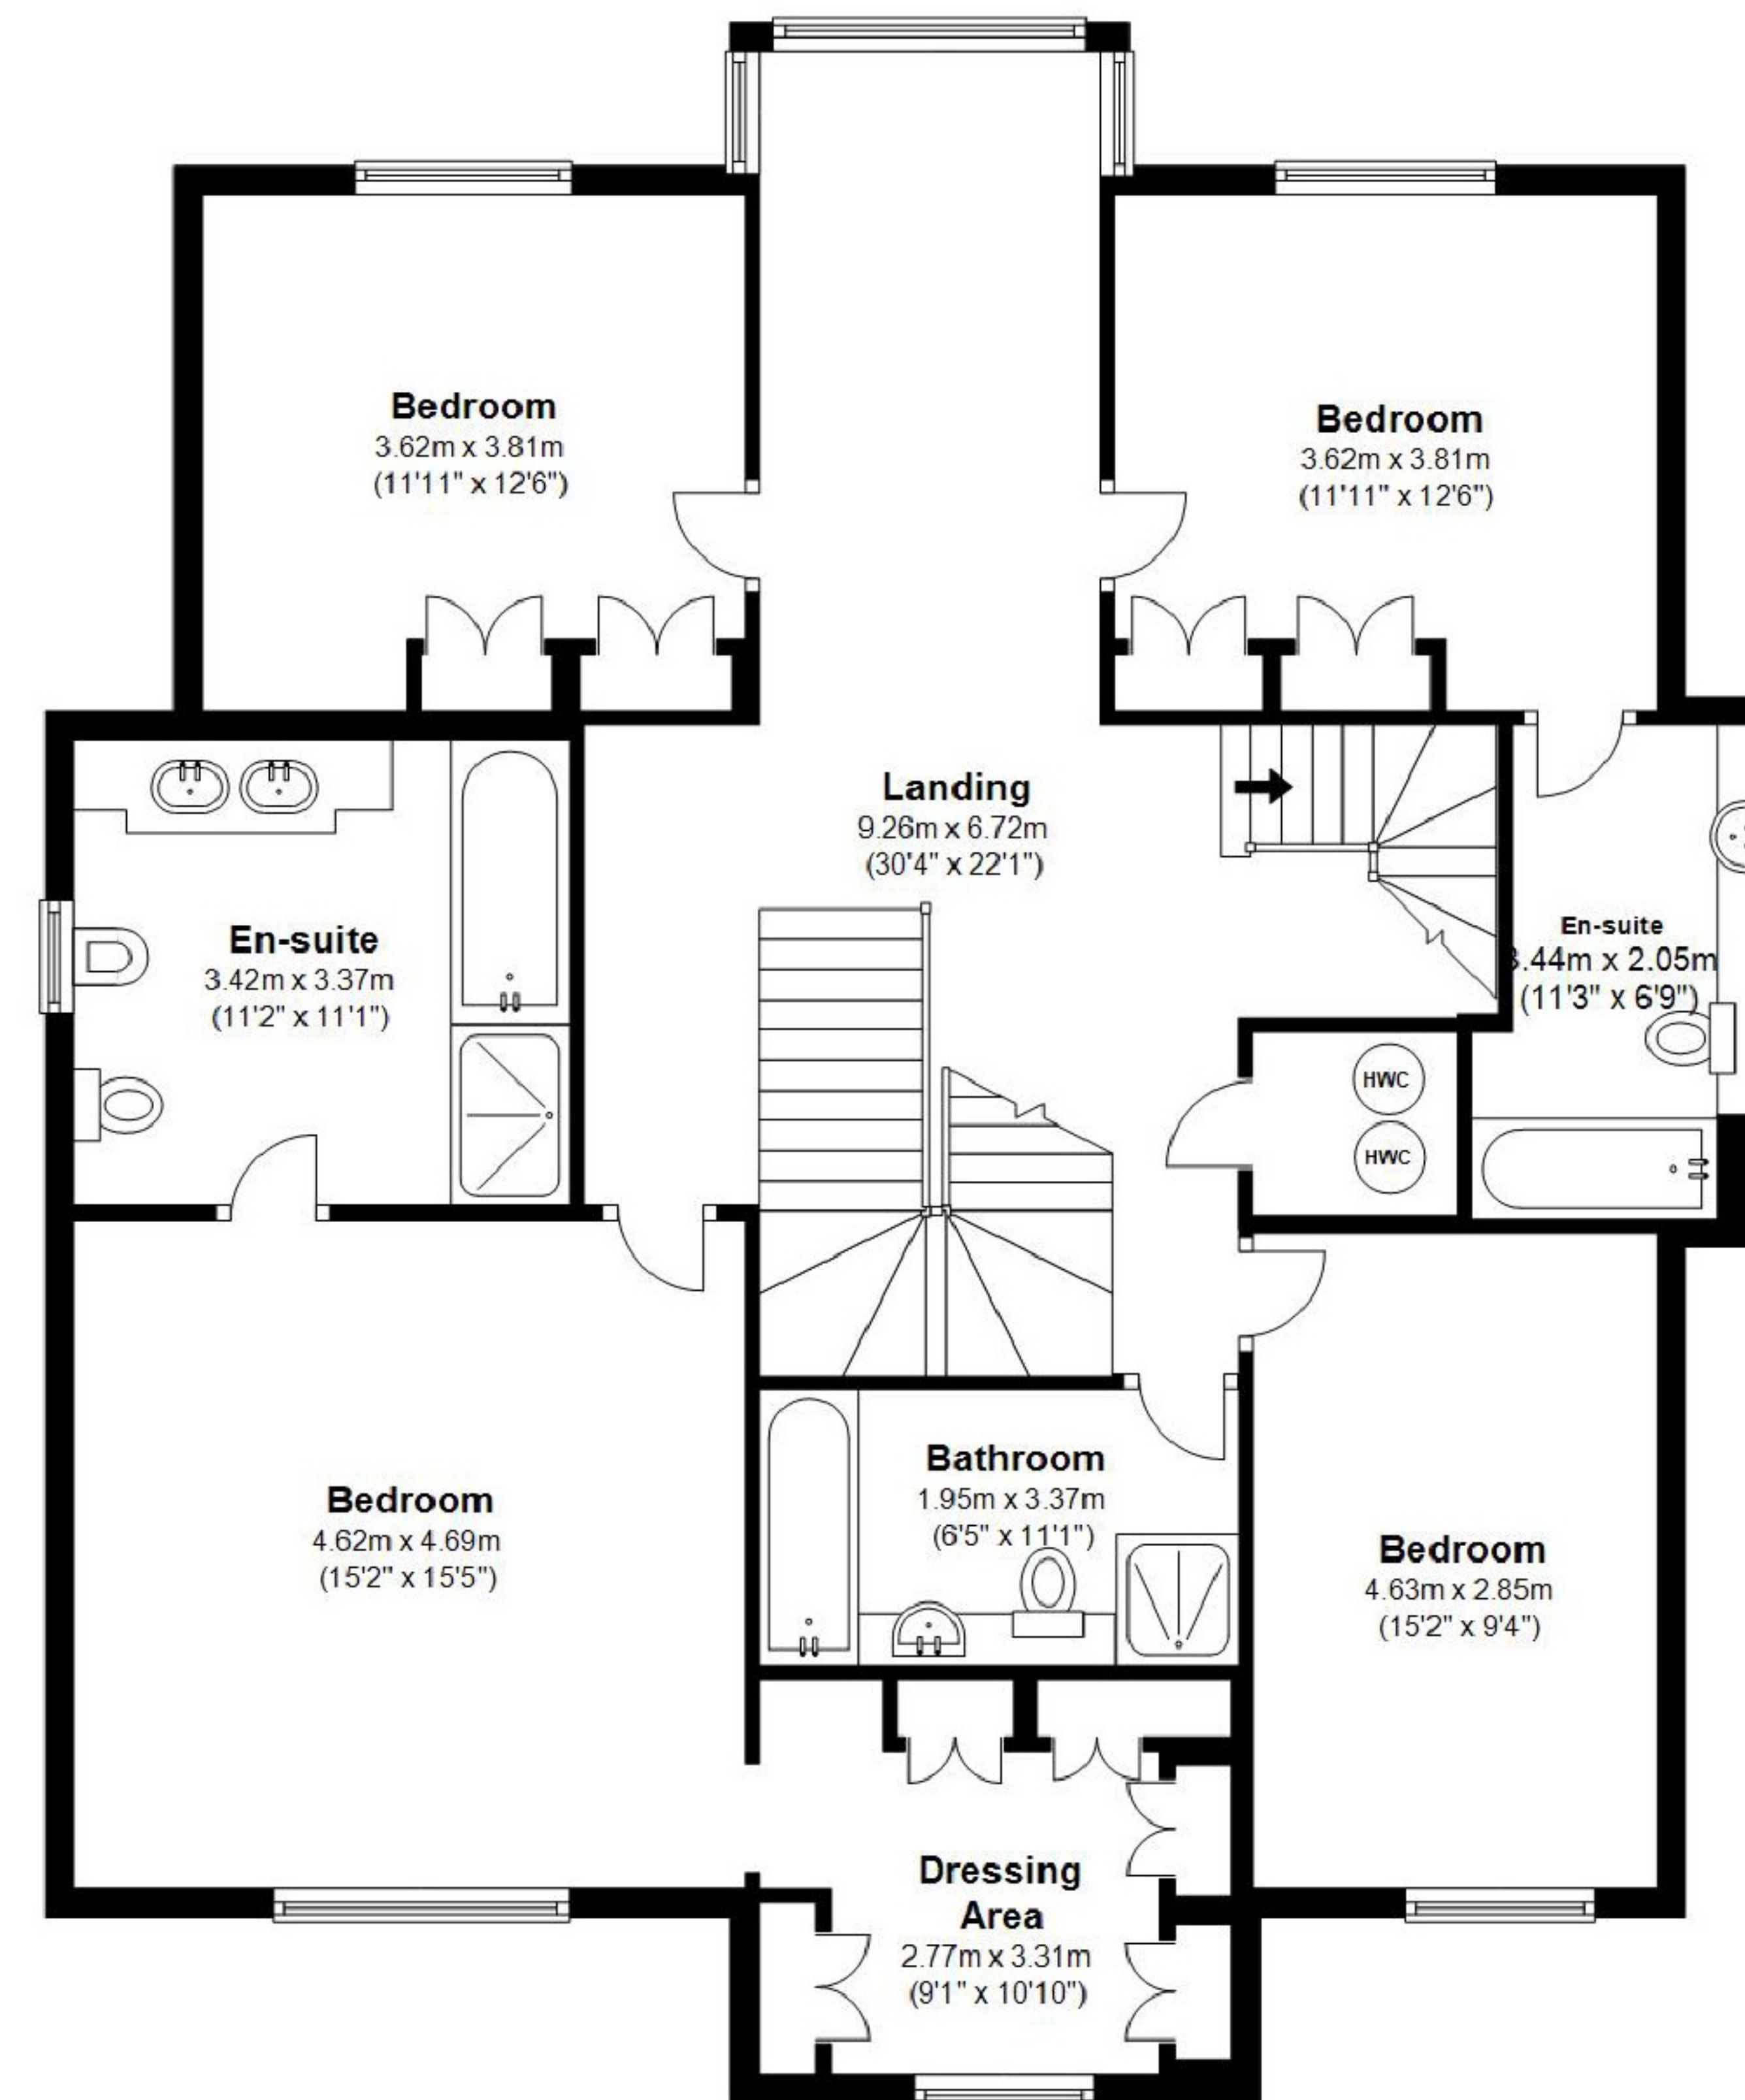 Bedroom
3.62m x 3.81m
(11'11" x 12'6")
Bedroom
3.62m x 3.81m
(11'11" x 12'6")
Landing
9.26m x 6.72m
(30'4" x 22'1")
En-suite
3.42m x 3.37m
(11'2" x 11'1")
En-suite
3.44m x 2.05m
(11'3" x 6'9")
HWC
HWC
Bedroom
4.62m x 4.69m
(15'2" x 15'5")
Bathroom
1.95m x 3.37m
(6'5" x 11'1")
Bedroom
4.63m x 2.85m
(15'2" x 9'4")
Dressing
Area
2.77m x 3.31m
(9'1" x 10'10")